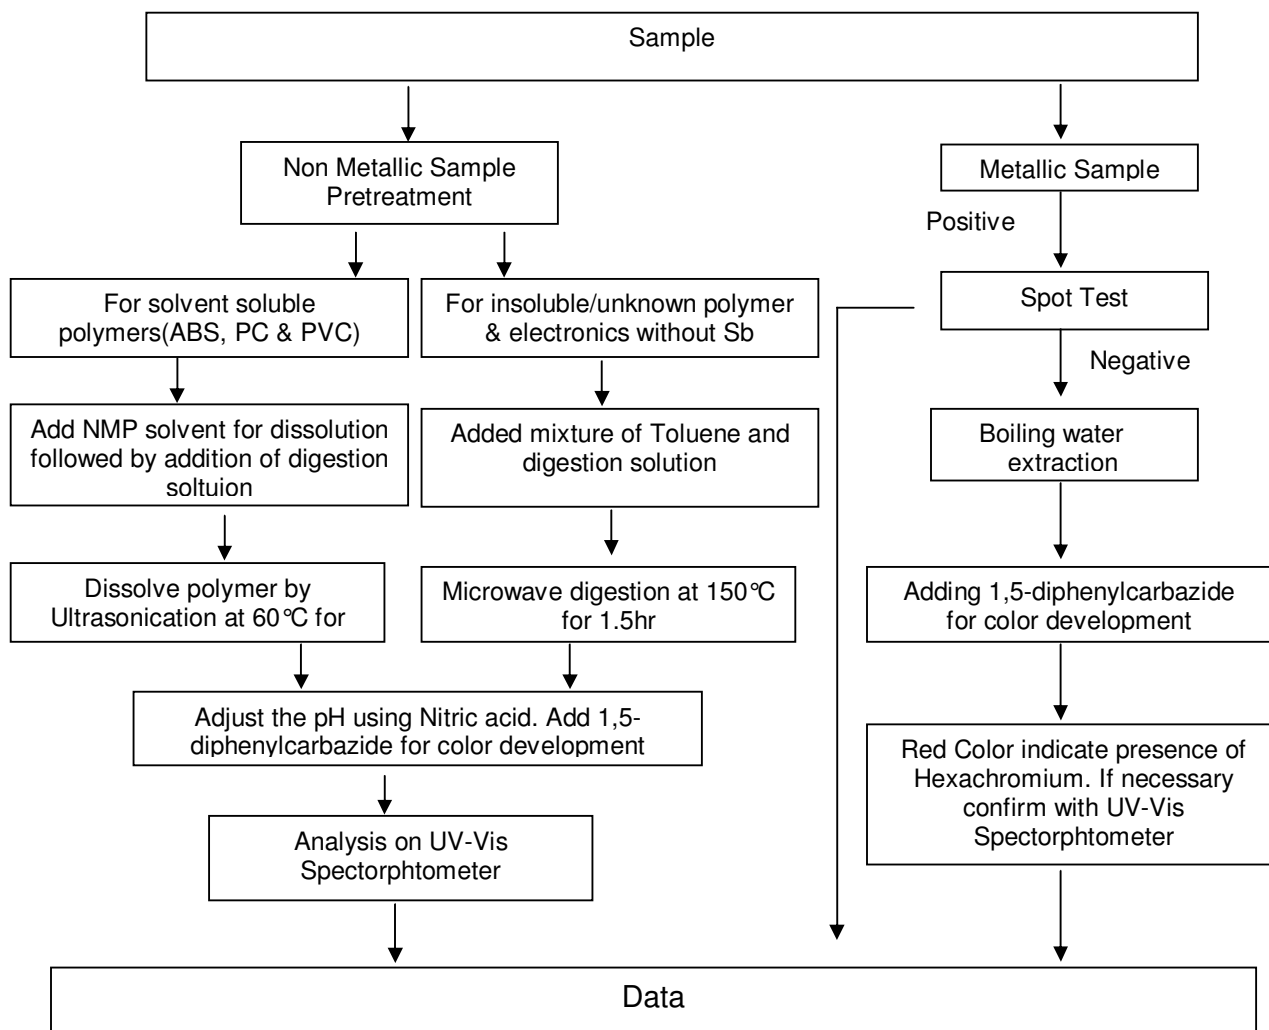 Sample
Non Metallic Sample
Pretreatment
Metallic Sample
Positive
For solvent soluble
polymers(ABS, PC & PVC)
For insoluble/unknown polymer
& electronics without Sb
Spot Test
Negative
Add NMP solvent for dissolution
followed by addition of digestion
soltuion
Added mixture of Toluene and
digestion solution
Boiling water
extraction
Dissolve polymer by
Ultrasonication at 60°C for
Microwave digestion at 150°C
for 1.5hr
Adding 1,5-diphenylcarbazide
for color development
Adjust the pH using Nitric acid. Add 1,5-
diphenylcarbazide for color development
Red Color indicate presence of
Hexachromium. If necessary
confirm with UV-Vis
Spectorphtometer
Analysis on UV-Vis
Spectorphtometer
Data